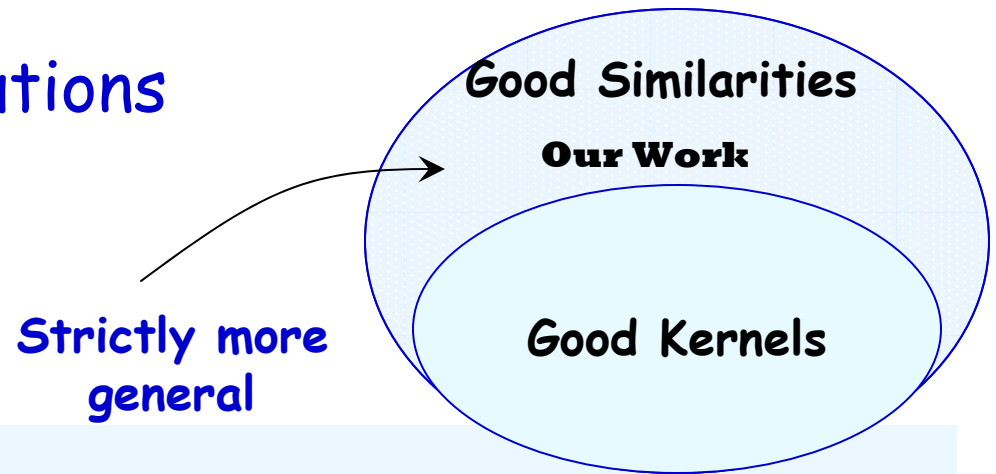 Good Similarities
Our Work
Strictly more
general
Good Kernels